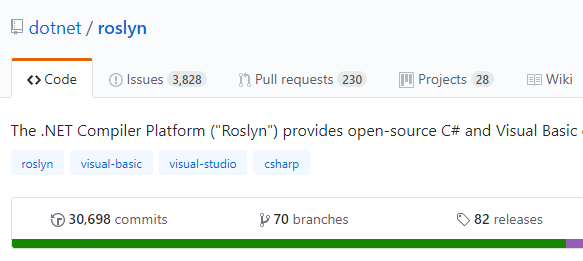 dotnet / roslyn
Code Issues 3,828 Pull requests 230 Projects 28 Wiki
The .NET Compiler Platform ("Roslyn") provides open-source C# and Visual Basic
roslyn visual-basic visual-studio csharp
30,698 commits 70 branches 82 releases